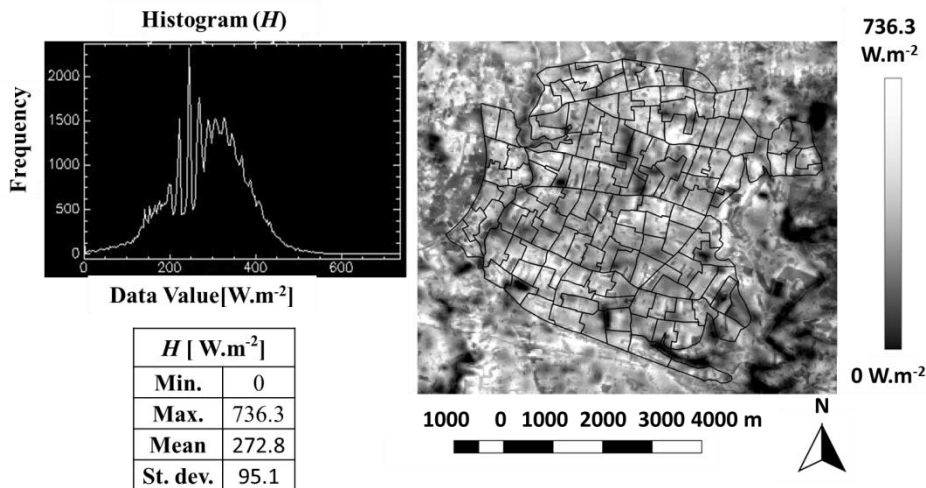 Histogram (H)
Frequency
2000
1500
1000
500
0
0 200 400 600
Data Value[W.m-2]
H [ W.m-2]
Min. 0
Max. 736.3
Mean 272.8
St. dev. 95.1
736.3
W.m-2
0 W.m-2
1000 0 1000 2000 3000 4000 m
N